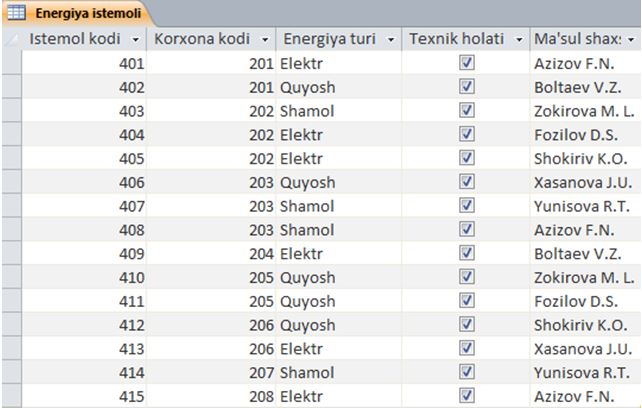 Energiya istemoli
Istemol kodi Korxona kodi Energiya turi Texnik holati Ma'sul shaxs
401 201 Elektr Azizov F.N.
402 201 Quyosh Boltaev V.Z.
403 202 Shamol Zokirova M. L.
404 202 Elektr Fozilov D.S.
405 202 Elektr Shokiriv K.O.
406 203 Quyosh Xasanova J.U.
407 203 Shamol Yunisova R.T.
408 203 Shamol Azizov F.N.
409 204 Elektr Boltaev V.Z.
410 205 Quyosh Zokirova M. L.
411 205 Quyosh Fozilov D.S.
412 206 Quyosh Shokiriv K.O.
413 206 Elektr Xasanova J.U.
414 207 Shamol Yunisova R.T.
415 208 Elektr Azizov F.N.